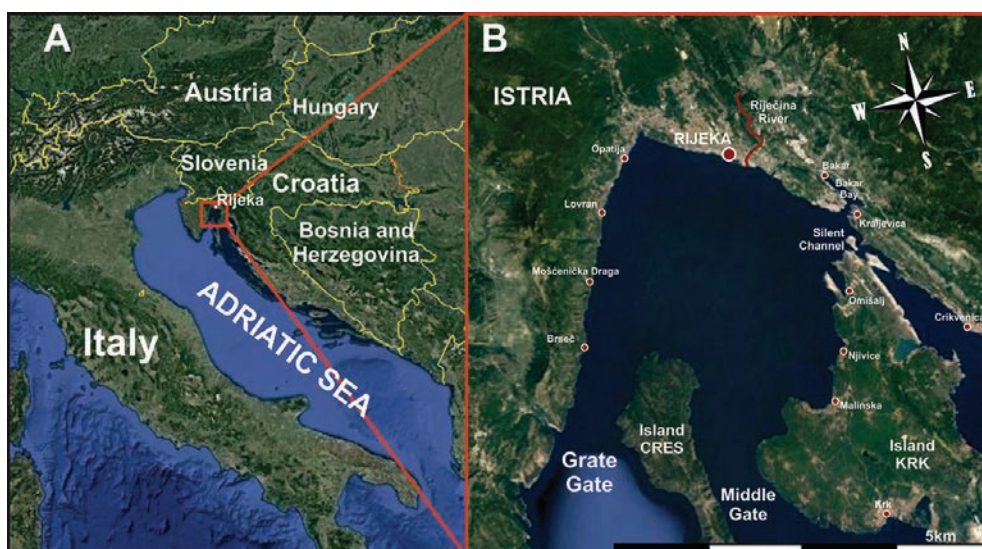 A
Austria
Hungary
Slovenia
Croatia
Rijeka
Bosnia and
Herzegovina
ADRIATIC SEA
Italy
B
N
W
E
S
ISTRIA
Riječina
River
RIJEKA
Opatija
Bakar
Bakar
Bay
Lovran
Kraljevica
Silent
Channel
Mošćenička Draga
Omišalj
Crikvenica
Brseč
Njivice
Malinska
Island
CRES
Island
KRK
Grate
Gate
Middle
Gate
Krk
5km